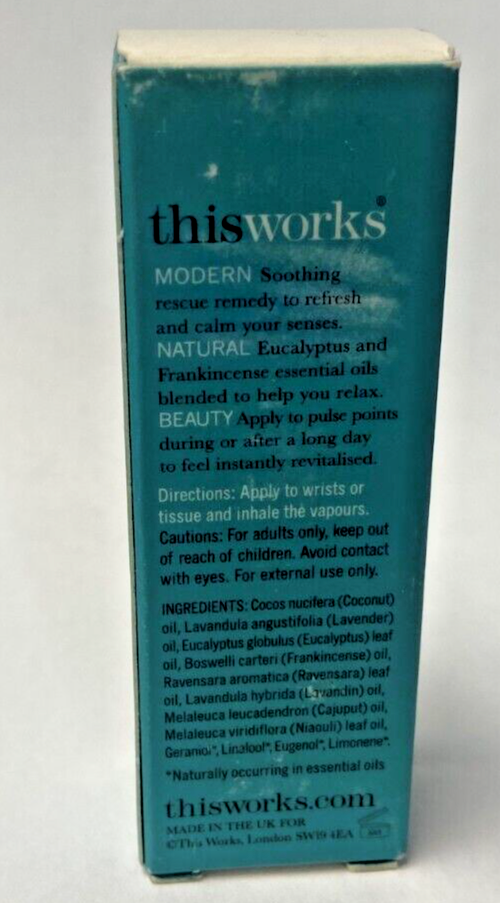 thisworks®
MODERN Soothing
rescue remedy to refresh
and calm your senses.
NATURAL Eucalyptus and
Frankincense essential oils
blended to help you relax.
BEAUTY Apply to pulse points
during or after a long day
to feel instantly revitalised.
Directions: Apply to wrists or
tissue and inhale the vapours.
Cautions: For adults only, keep out
of reach of children. Avoid contact
with eyes. For external use only.
INGREDIENTS: Cocos nucifera (Coconut)
oil, Lavandula angustifolia (Lavender)
oil, Eucalyptus globulus (Eucalyptus) leaf
oil, Boswelli carteri (Frankincense) oil,
Ravensara aromatica (Ravensara) leaf
oil, Lavandula hybrida (Lavandin) oil,
Melaleuca leucadendron (Cajuput) oil,
Melaleuca viridiflora (Niaouli) leaf oil,
Geraniol*, Linalool*, Eugenol*, Limonene*.
*Naturally occurring in essential oils
thisworks.com
MADE IN THE UK FOR
©This Works, London SW19 4EA